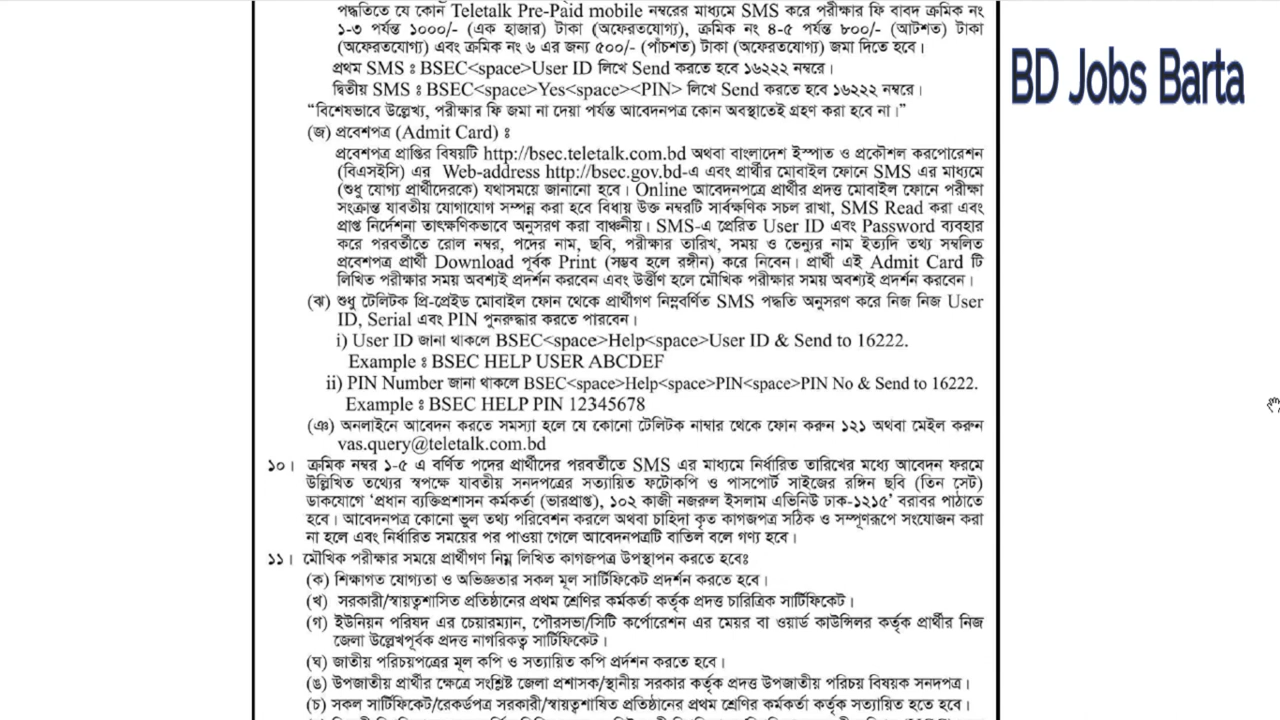 পদ্ধতিতে যে কোন Teletalk Pre-Paid mobile নম্বরের মাধ্যমে SMS করে পরীক্ষার ফি বাবদ ক্রমিক নং
১-৩ পর্যন্ত ১০০০/- (এক হাজার) টাকা (অফেরতযোগ্য), ক্রমিক নং ৪-৫ পর্যন্ত ৮০০/- (আটশত) টাকা
(অফেরতযোগ্য) এবং ক্রমিক নং ৬ এর জন্য ৫০০/- (পাঁচশত) টাকা (অফেরতযোগ্য) জমা দিতে হবে।
প্রথম SMS ঃ BSEC<space>User ID লিখে Send করতে হবে ১৬২২২ নম্বরে।
দ্বিতীয় SMS ঃ BSEC<space>Yes<space><PIN> লিখে Send করতে হবে ১৬২২২ নম্বরে।
“বিশেষভাবে উল্লেখ্য, পরীক্ষার ফি জমা না দেয়া পর্যন্ত আবেদনপত্র কোন অবস্থাতেই গ্রহণ করা হবে না।”
(জ) প্রবেশপত্র (Admit Card) ঃ
প্রবেশপত্র প্রাপ্তির বিষয়টি http://bsec.teletalk.com.bd অথবা বাংলাদেশ ইস্পাত ও প্রকৌশল করপোরেশন
(বিএসইসি) এর Web-address http://bsec.gov.bd-এ এবং প্রার্থীর মোবাইল ফোনে SMS এর মাধ্যমে
(শুধু যোগ্য প্রার্থীদেরকে) যথাসময়ে জানানো হবে। Online আবেদনপত্রে প্রার্থীর প্রদত্ত মোবাইল ফোনে পরীক্ষা
সংক্রান্ত যাবতীয় যোগাযোগ সম্পন্ন করা হবে বিধায় উক্ত নম্বরটি সার্বক্ষণিক সচল রাখা, SMS Read করা এবং
প্রাপ্ত নির্দেশনা তাৎক্ষণিকভাবে অনুসরণ করা বাঞ্চনীয়। SMS-এ প্রেরিত User ID এবং Password ব্যবহার
করে পরবর্তীতে রোল নম্বর, পদের নাম, ছবি, পরীক্ষার তারিখ, সময় ও ভেন্যুর নাম ইত্যদি তথ্য সম্বলিত
প্রবেশপত্র প্রার্থী Download পূর্বক Print (সম্ভব হলে রঙ্গীন) করে নিবেন। প্রার্থী এই Admit Card টি
লিখিত পরীক্ষার সময় অবশ্যই প্রদর্শন করবেন এবং উর্ত্তীণ হলে মৌখিক পরীক্ষার সময় অবশ্যই প্রদর্শন করবেন।
(ঝ) শুধু টেলিটক প্রি-প্রেইড মোবাইল ফোন থেকে প্রার্থীগণ নিম্নবর্ণিত SMS পদ্ধতি অনুসরণ করে নিজ নিজ User
ID, Serial এবং PIN পুনরুদ্ধার করতে পারবেন।
i) User ID জানা থাকলে BSEC<space>Help<space>User ID & Send to 16222.
Example ঃ BSEC HELP USER ABCDEF
ii) PIN Number জানা থাকলে BSEC<space>Help<space>PIN<space>PIN No & Send to 16222.
Example ঃ BSEC HELP PIN 12345678
(ঞ) অনলাইনে আবেদন করতে সমস্যা হলে যে কোনো টেলিটক নাম্বার থেকে ফোন করুন ১২১ অথবা মেইল করুন
vas.query@teletalk.com.bd
১০। ক্রমিক নম্বর ১-৫ এ বর্ণিত পদের প্রার্থীদের পরবর্তীতে SMS এর মাধ্যমে নির্ধারিত তারিখের মধ্যে আবেদন ফরমে
উল্লিখিত তথ্যের স্বপক্ষে যাবতীয় সনদপত্রের সত্যায়িত ফটোকপি ও পাসপোর্ট সাইজের রঙ্গিন ছবি (তিন সেট)
ডাকযোগে ‘প্রধান ব্যক্তিপ্রশাসন কর্মকর্তা (ভারপ্রাপ্ত), ১০২ কাজী নজরুল ইসলাম এভিনিউ ঢাক-১২১৫’ বরাবর পাঠাতে
হবে। আবেদনপত্র কোনো ভুল তথ্য পরিবেশন করলে অথবা চাহিদা কৃত কাগজপত্র সঠিক ও সম্পূণরূপে সংযোজন করা
না হলে এবং নির্ধারিত সময়ের পর পাওয়া গেলে আবেদনপত্রটি বাতিল বলে গণ্য হবে।
১১। মৌখিক পরীক্ষার সময়ে প্রার্থীগণ নিম্ন লিখিত কাগজপত্র উপস্থাপন করতে হবেঃ
(ক) শিক্ষাগত যোগ্যতা ও অভিজ্ঞতার সকল মূল সার্টিফিকেট প্রদর্শন করতে হবে।
(খ) সরকারী/স্বায়ত্বশাসিত প্রতিষ্ঠানের প্রথম শ্রেণির কর্মকর্তা কর্তৃক প্রদত্ত চারিত্রিক সার্টিফিকেট।
(গ) ইউনিয়ন পরিষদ এর চেয়ারম্যান, পৌরসভা/সিটি কর্পোরেশন এর মেয়র বা ওয়ার্ড কাউন্সিলর কর্তৃক প্রার্থীর নিজ
জেলা উল্লেখপূর্বক প্রদত্ত নাগরিকত্ব সার্টিফিকেট।
(ঘ) জাতীয় পরিচয়পত্রের মূল কপি ও সত্যায়িত কপি প্রর্দশন করতে হবে।
(ঙ) উপজাতীয় প্রার্থীর ক্ষেত্রে সংশ্লিষ্ট জেলা প্রশাসক/স্থানীয় সরকার কর্তৃক প্রদত্ত উপজাতীয় পরিচয় বিষয়ক সনদপত্র।
(চ) সকল সার্টিফিকেট/রেকর্ডপত্র সরকারী/স্বায়ত্বশাষিত প্রতিষ্ঠানের প্রথম শ্রেণির কর্মকর্তা কর্তৃক সত্যায়িত হতে হবে।
BD Jobs Barta